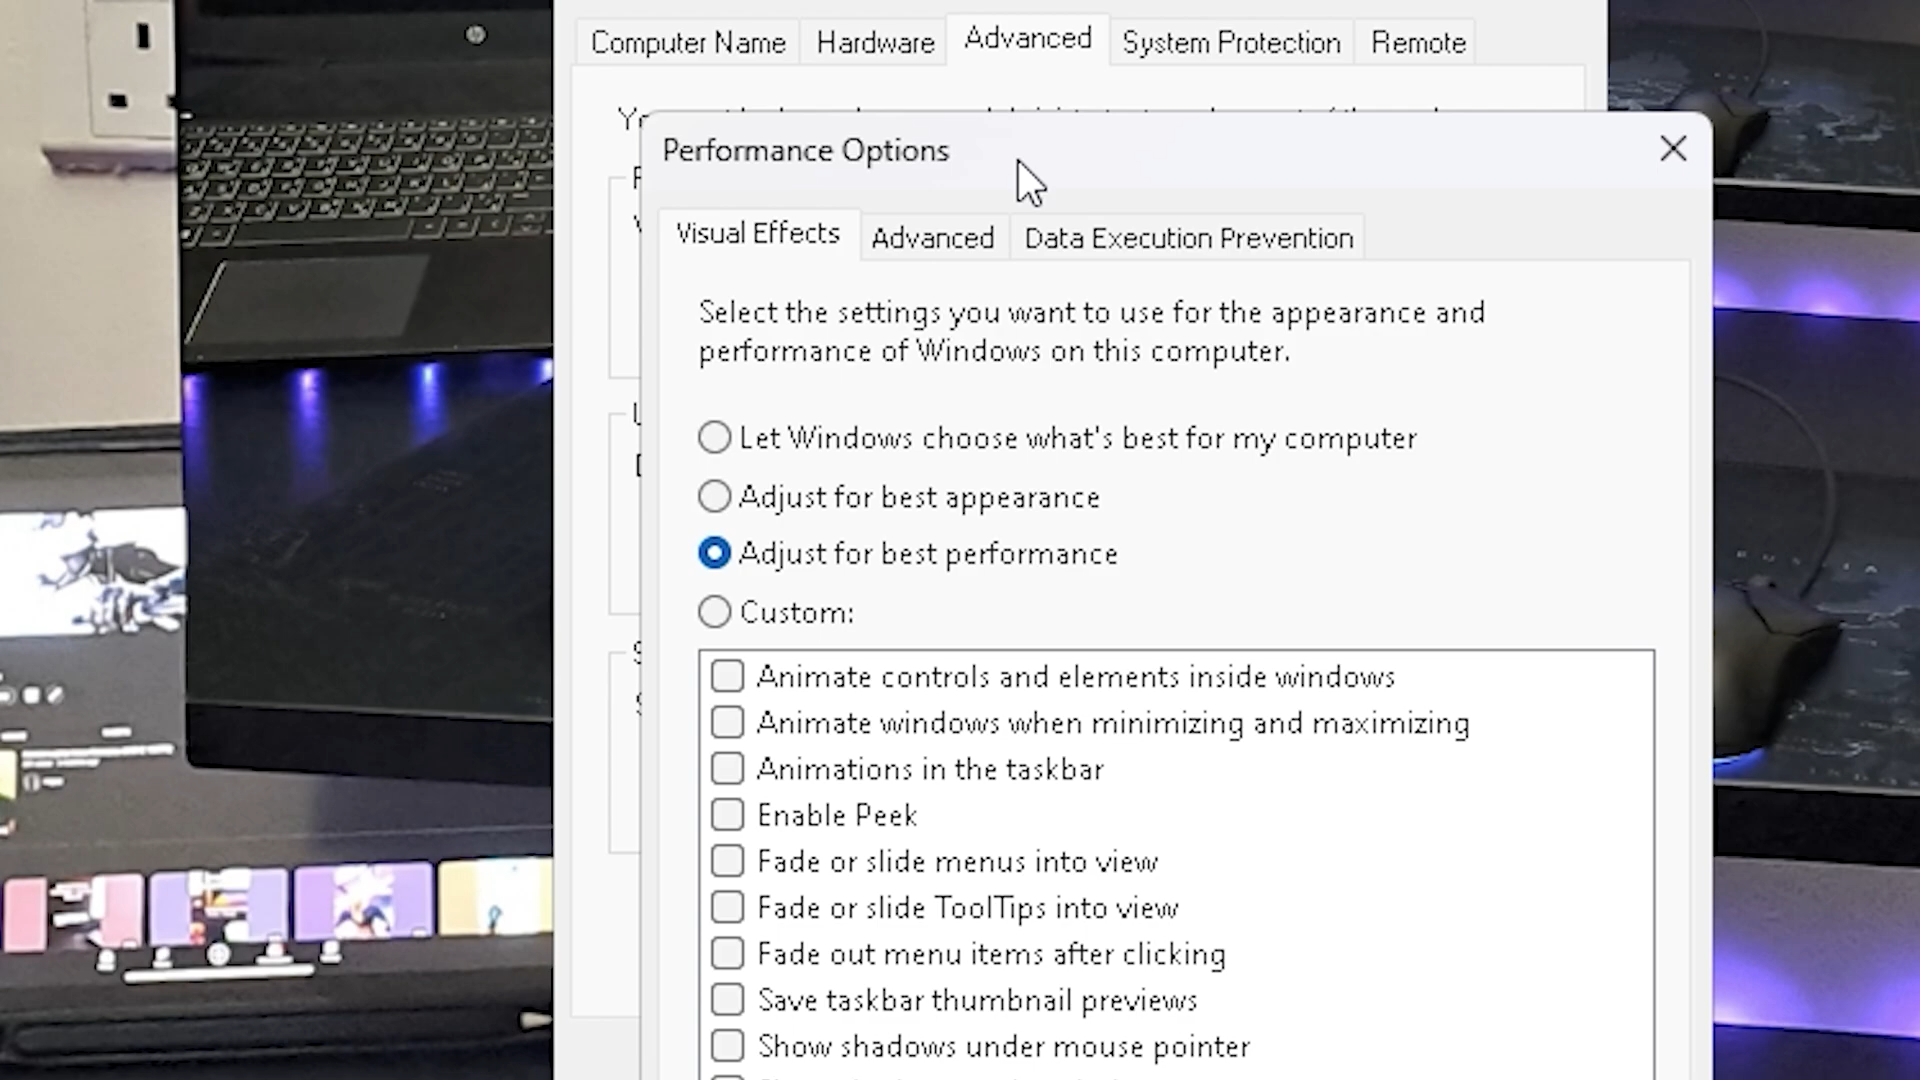 Computer Name Hardware Advanced System Protection Remote
Performance Options
Visual Effects Advanced Data Execution Prevention
Select the settings you want to use for the appearance and
performance of Windows on this computer.
Let Windows choose what's best for my computer
Adjust for best appearance
Adjust for best performance
Custom:
Animate controls and elements inside windows
Animate windows when minimizing and maximizing
Animations in the taskbar
Enable Peek
Fade or slide menus into view
Fade or slide ToolTips into view
Fade out menu items after clicking
Save taskbar thumbnail previews
Show shadows under mouse pointer